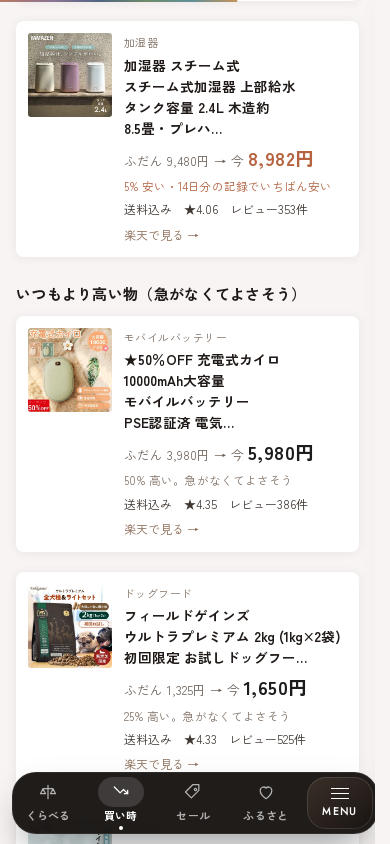 加湿器
加湿器 スチーム式
スチーム式加湿器 上部給水
タンク容量 2.4L 木造約
8.5畳・プレハ…
ふだん 9,480円 → 今 8,982円
5% 安い・14日分の記録でいちばん安い
送料込み ★4.06 レビュー353件
楽天で見る →
いつもより高い物（急がなくてよさそう）
モバイルバッテリー
★50%OFF 充電式カイロ
10000mAh大容量
モバイルバッテリー
PSE認証済 電気…
ふだん 3,980円 → 今 5,980円
50% 高い。急がなくてよさそう
送料込み ★4.35 レビュー386件
楽天で見る →
ドッグフード
フィールドゲインズ
ウルトラプレミアム 2kg (1kg×2袋)
初回限定 お試しドッグフー…
ふだん 1,325円 → 今 1,650円
25% 高い。急がなくてよさそう
送料込み ★4.33 レビュー525件
楽天で見る →
くらべる
買い時
セール
ふるさと
MENU